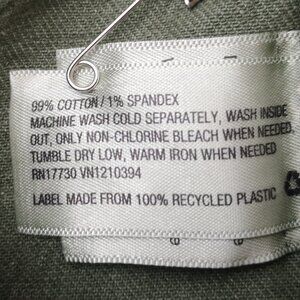 99% COTTON / 1% SPANDEX
MACHINE WASH COLD SEPARATELY, WASH INSIDE
OUT, ONLY NON-CHLORINE BLEACH WHEN NEEDED,
TUMBLE DRY LOW, WARM IRON WHEN NEEDED
RN17730 VN1210394
LABEL MADE FROM 100% RECYCLED PLASTIC